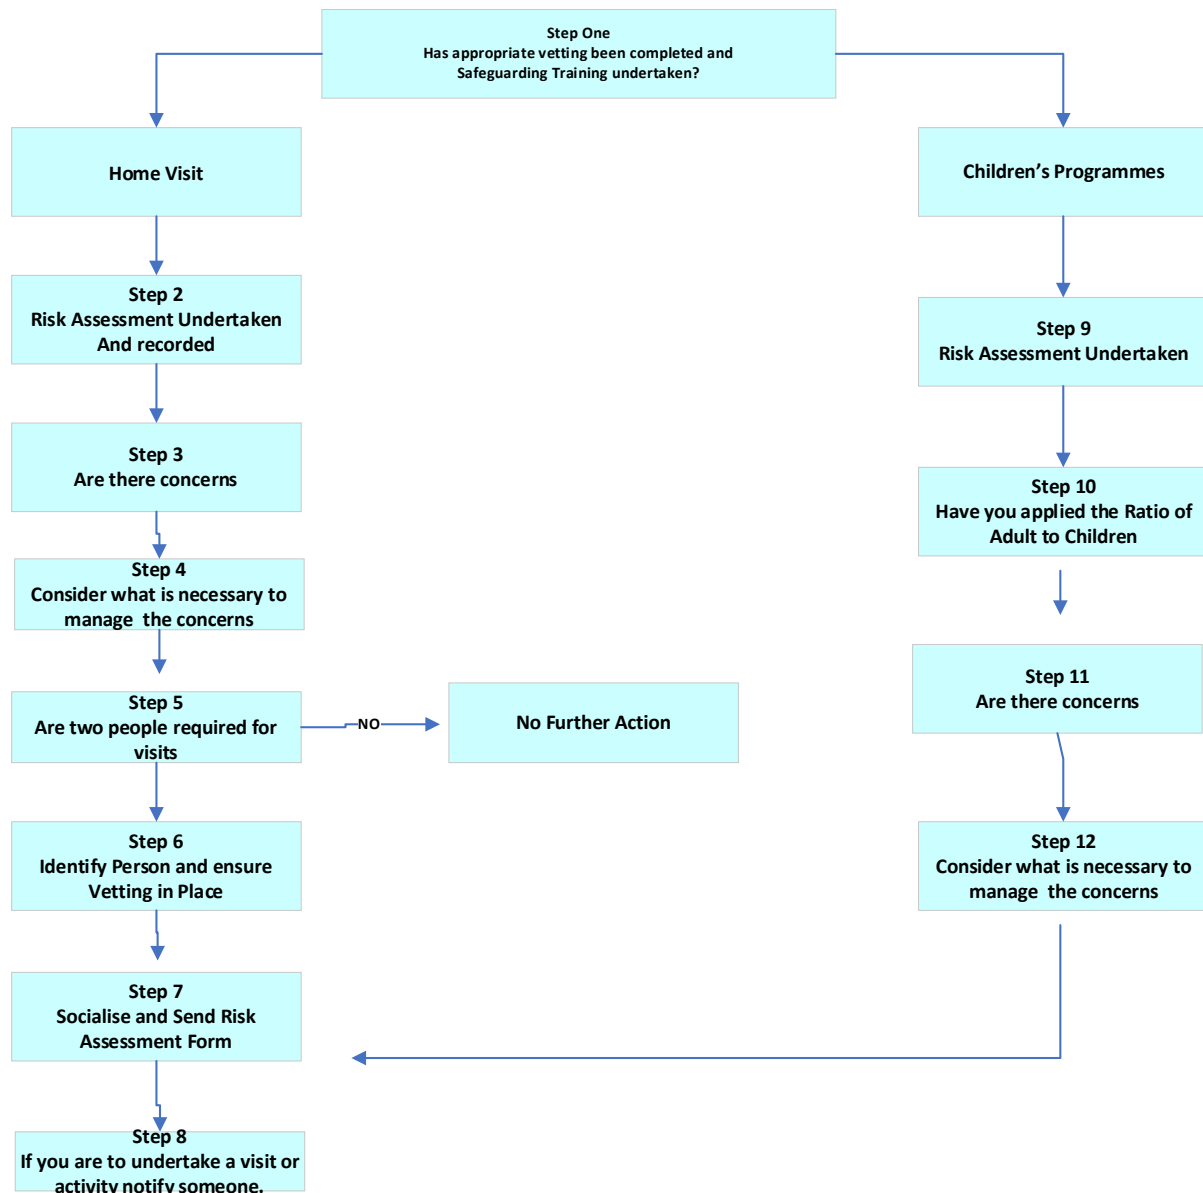 Step One
Has appropriate vetting been completed and
Safeguarding Training undertaken?
Home Visit
Children’s Programmes
Step 2
Risk Assessment Undertaken
And recorded
Step 9
Risk Assessment Undertaken
Step 3
Are there concerns
Step 10
Have you applied the Ratio of
Adult to Children
Step 4
Consider what is necessary to
manage the concerns
Step 11
Are there concerns
Step 5
Are two people required for
visits
NO
No Further Action
Step 6
Identify Person and ensure
Vetting in Place
Step 12
Consider what is necessary to
manage the concerns
Step 7
Socialise and Send Risk
Assessment Form
Step 8
If you are to undertake a visit or
activity notify someone.